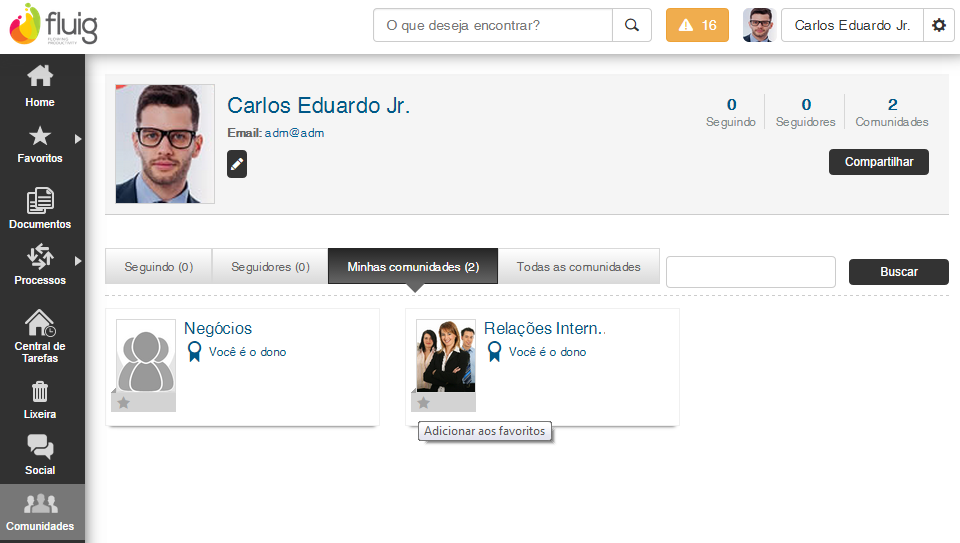 fluig
O que deseja encontrar?
16
Carlos Eduardo Jr.
Home
Favoritos
Documentos
Processos
Central de
Tarefas
Lixeira
Social
Comunidades
Carlos Eduardo Jr.
Email: adm@adm
0
Seguindo
0
Seguidores
2
Comunidades
Compartilhar
Seguindo (0)
Seguidores (0)
Minhas comunidades (2)
Todas as comunidades
Buscar
Negócios
Você é o dono
Relações Intern..
Você é o dono
Adicionar aos favoritos